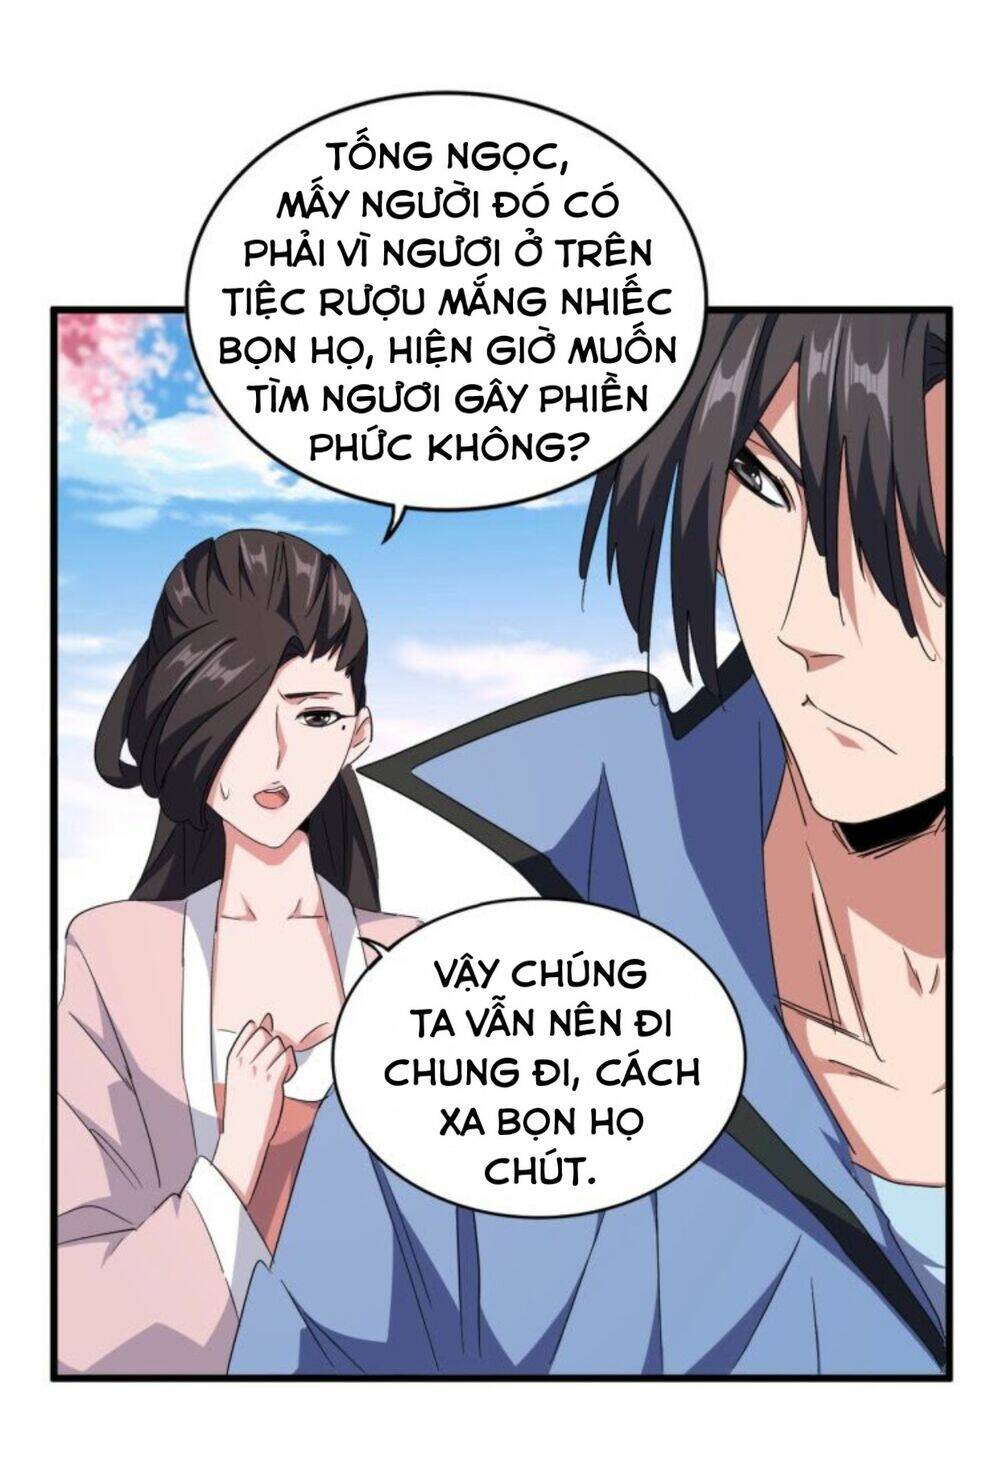 TỐNG NGỌC,
MẤY NGƯỜI ĐÓ CÓ
PHẢI VÌ NGƯƠI Ở TRÊN
TIỆC RƯỢU MẮNG NHIẾC
BỌN HỌ, HIỆN GIỜ MUỐN
TÌM NGƯƠI GÂY PHIỀN
PHỨC KHÔNG?
VẬY CHÚNG
TA VẪN NÊN ĐI
CHUNG ĐI, CÁCH
XA BỌN HỌ
CHÚT.